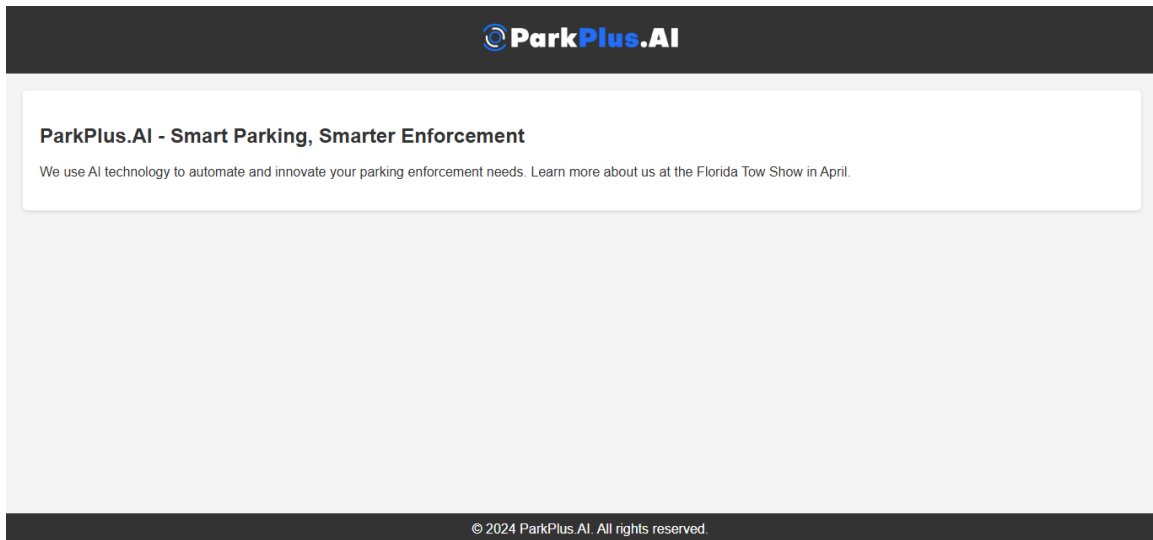 ParkPlus.AI
ParkPlus.AI - Smart Parking, Smarter Enforcement
We use AI technology to automate and innovate your parking enforcement needs. Learn more about us at the Florida Tow Show in April.
© 2024 ParkPlus.AI. All rights reserved.